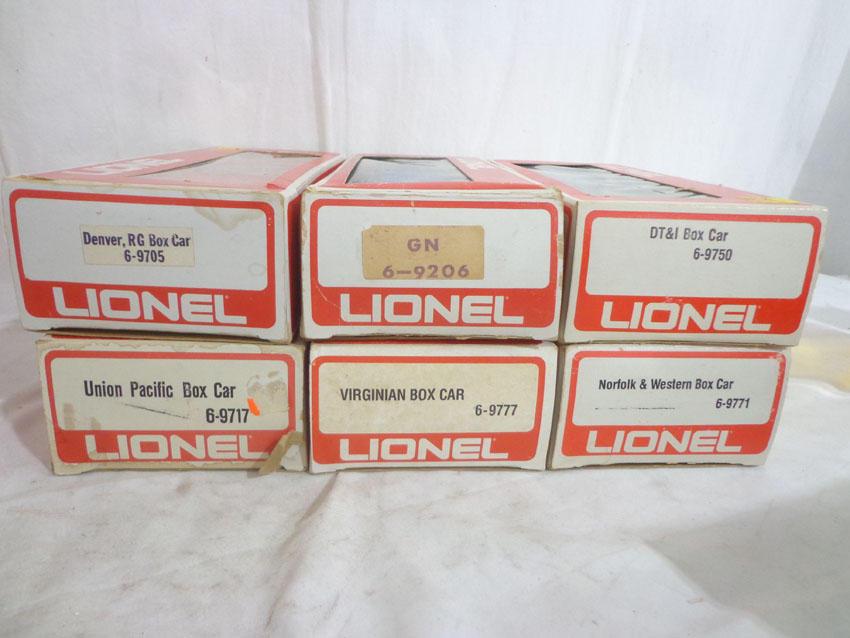 LIONEL
Denver, RG Box Car
6-9705
LIONEL
GN
6-9206
LIONEL
DT&I Box Car
6-9750
LIONEL
Union Pacific Box Car
6-9717
LIONEL
VIRGINIAN BOX CAR
6-9777
LIONEL
Norfolk & Western Box Car
6-9771
LIONEL